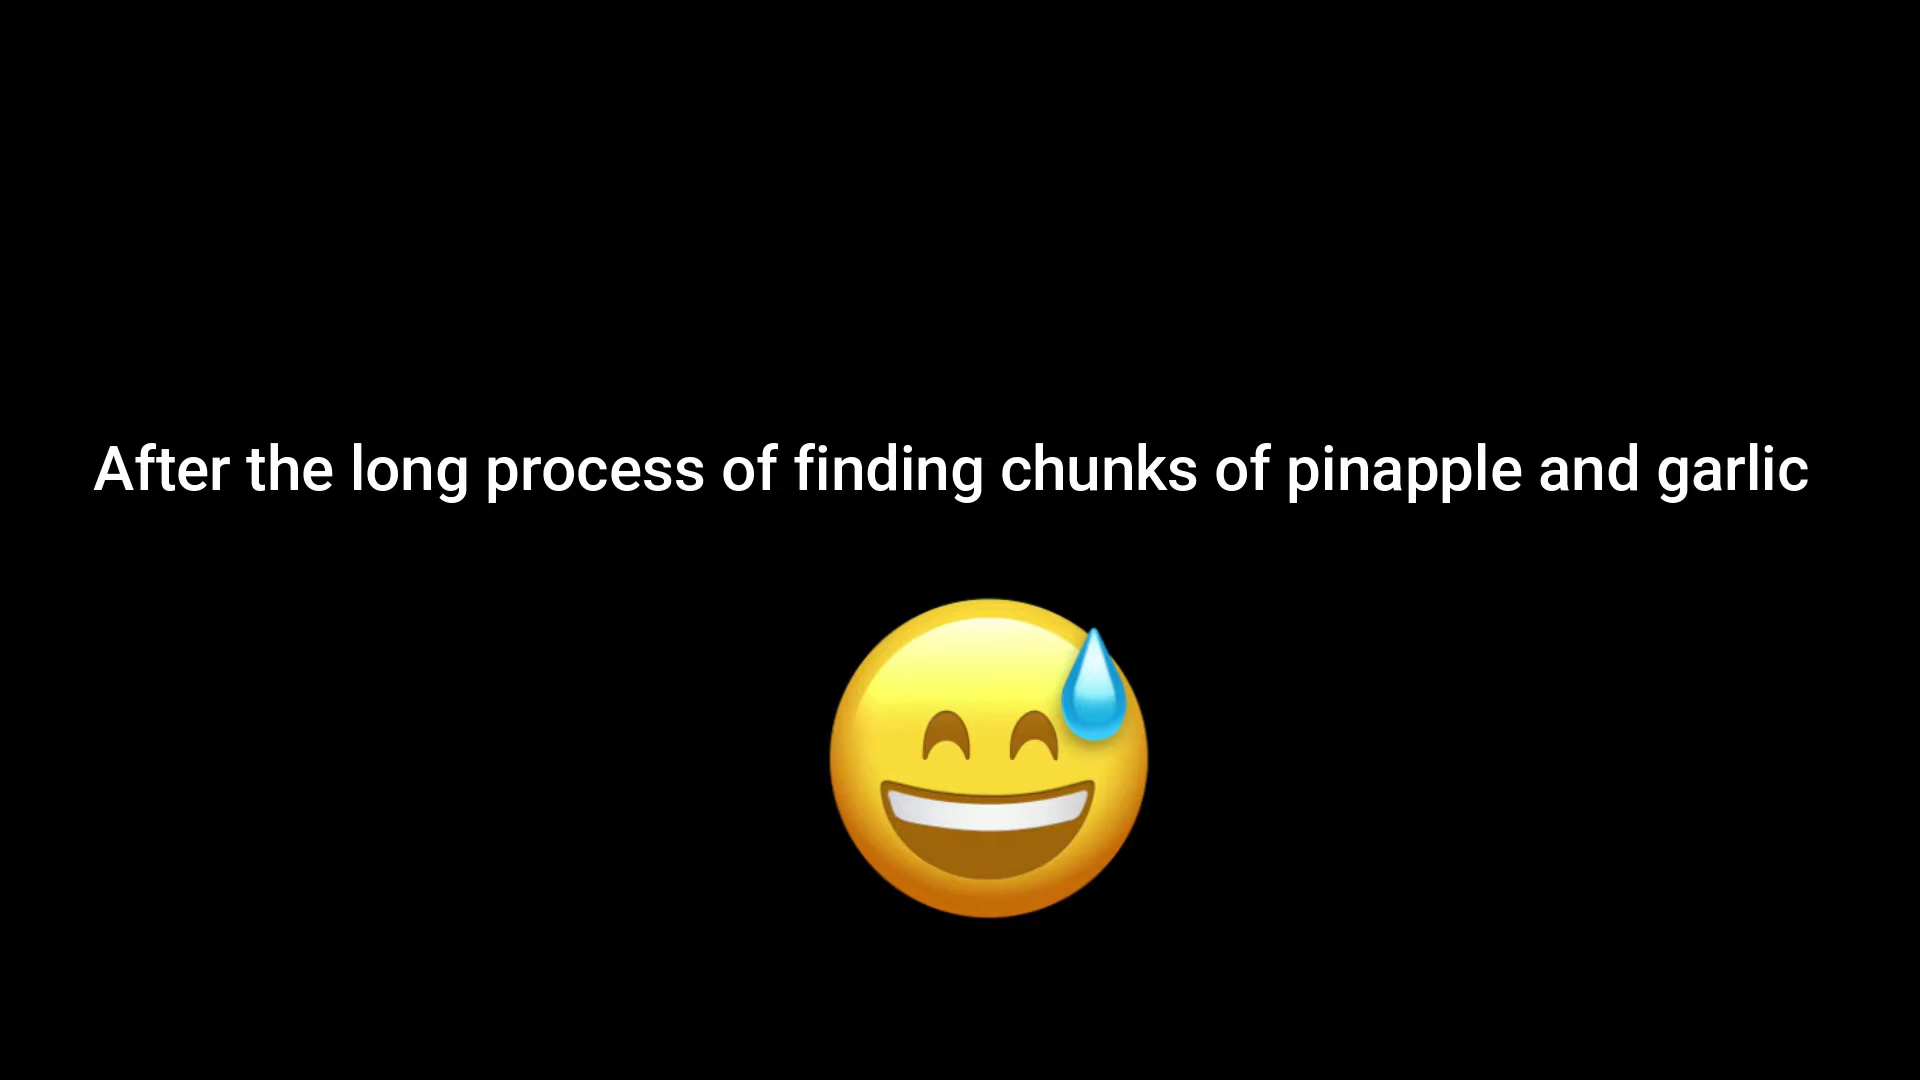 After the long process of finding chunks of pinapple and garlic